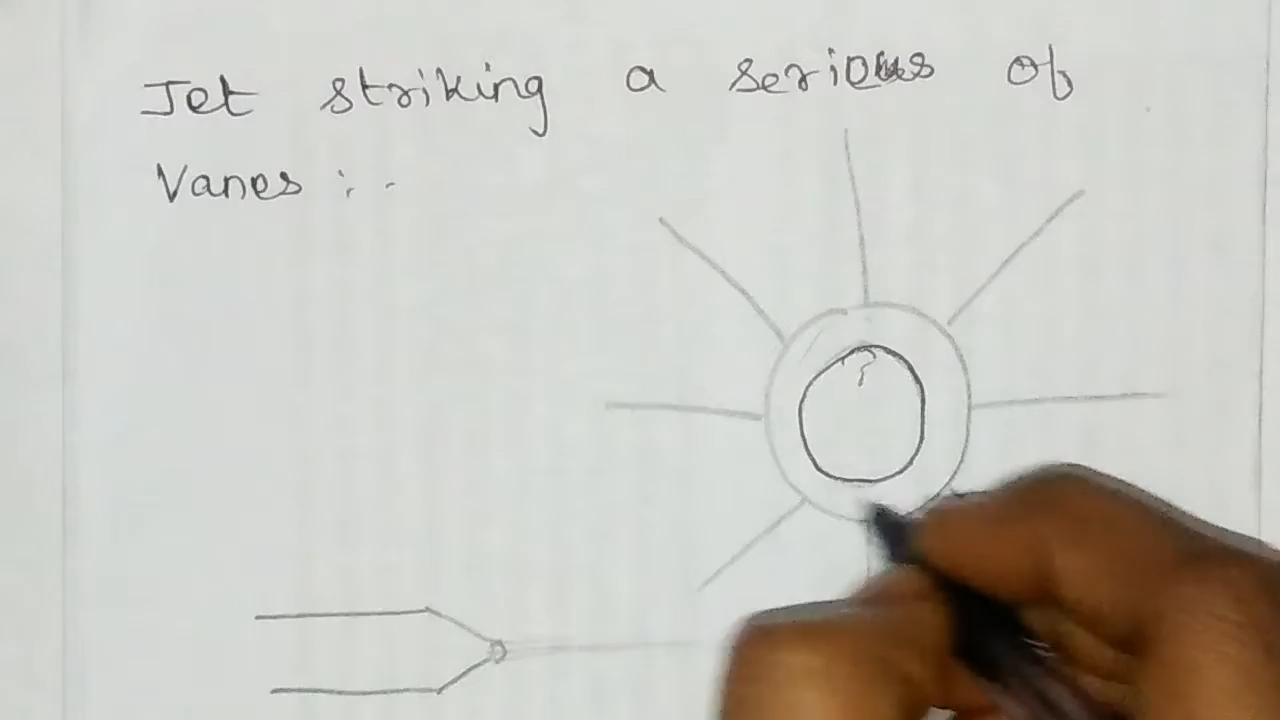 Jet striking a serious of
Vanes : -